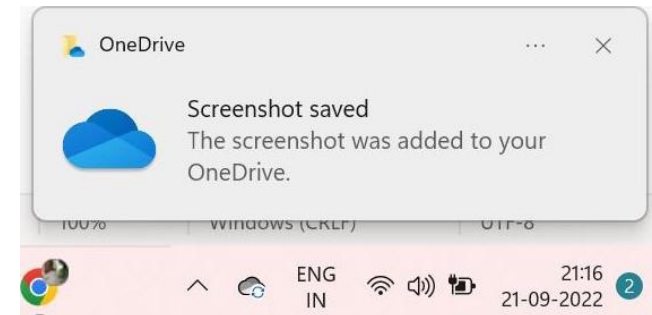 OneDrive
Screenshot saved
The screenshot was added to your
OneDrive.
100%
Windows (CRLF)
UTF-8
ENG
IN
21:16
21-09-2022
2